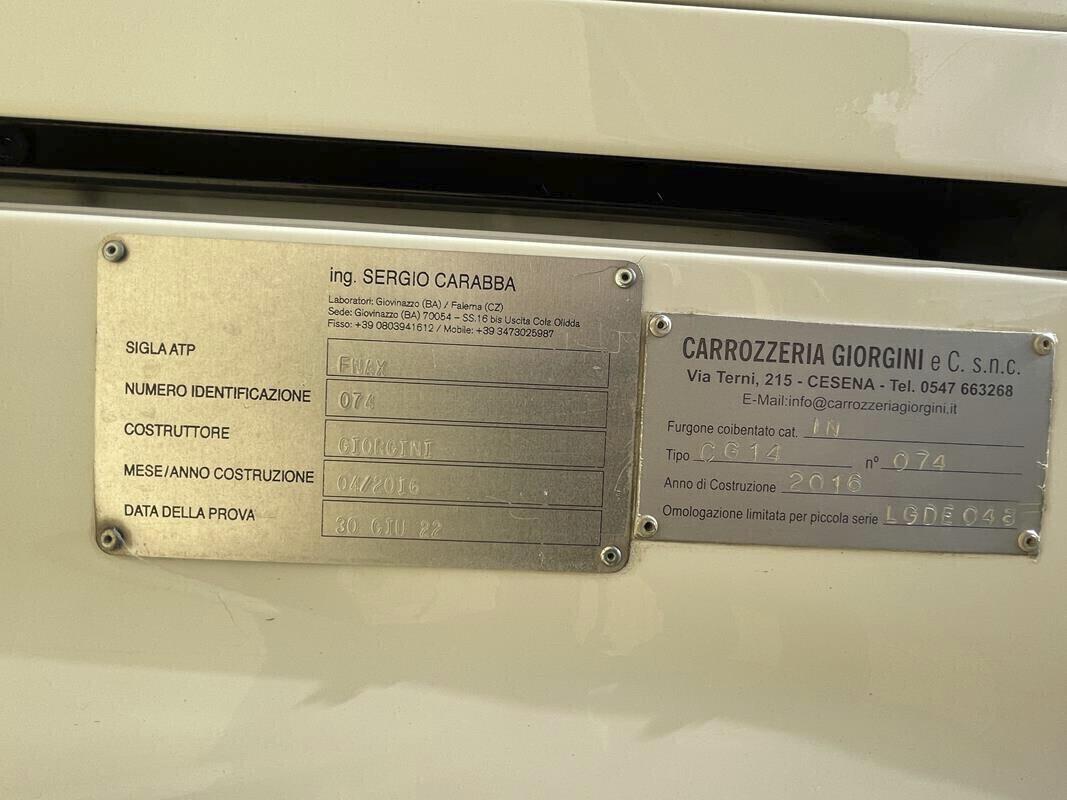 ing. SERGIO CARABBA
Laboratori: Giovinazzo (BA) / Falerna (CZ)
Sede: Giovinazzo (BA) 70054 - SS.16 bis Uscita Cola Olidda
Fisso: +39 0803941612 / Mobile: +39 3473025987
SIGLA ATP FNAX
NUMERO IDENTIFICAZIONE 074
COSTRUTTORE GIORGINI
MESE/ANNO COSTRUZIONE 04/2016
DATA DELLA PROVA 30 GIU 22
CARROZZERIA GIORGINI e C. s.n.c.
Via Terni, 215 - CESENA - Tel. 0547 663268
E-Mail:info@carrozzeriagiorgini.it
Furgone coibentato cat. IN
Tipo CG14 n° 074
Anno di Costruzione 2016
Omologazione limitata per piccola serie LGDE048